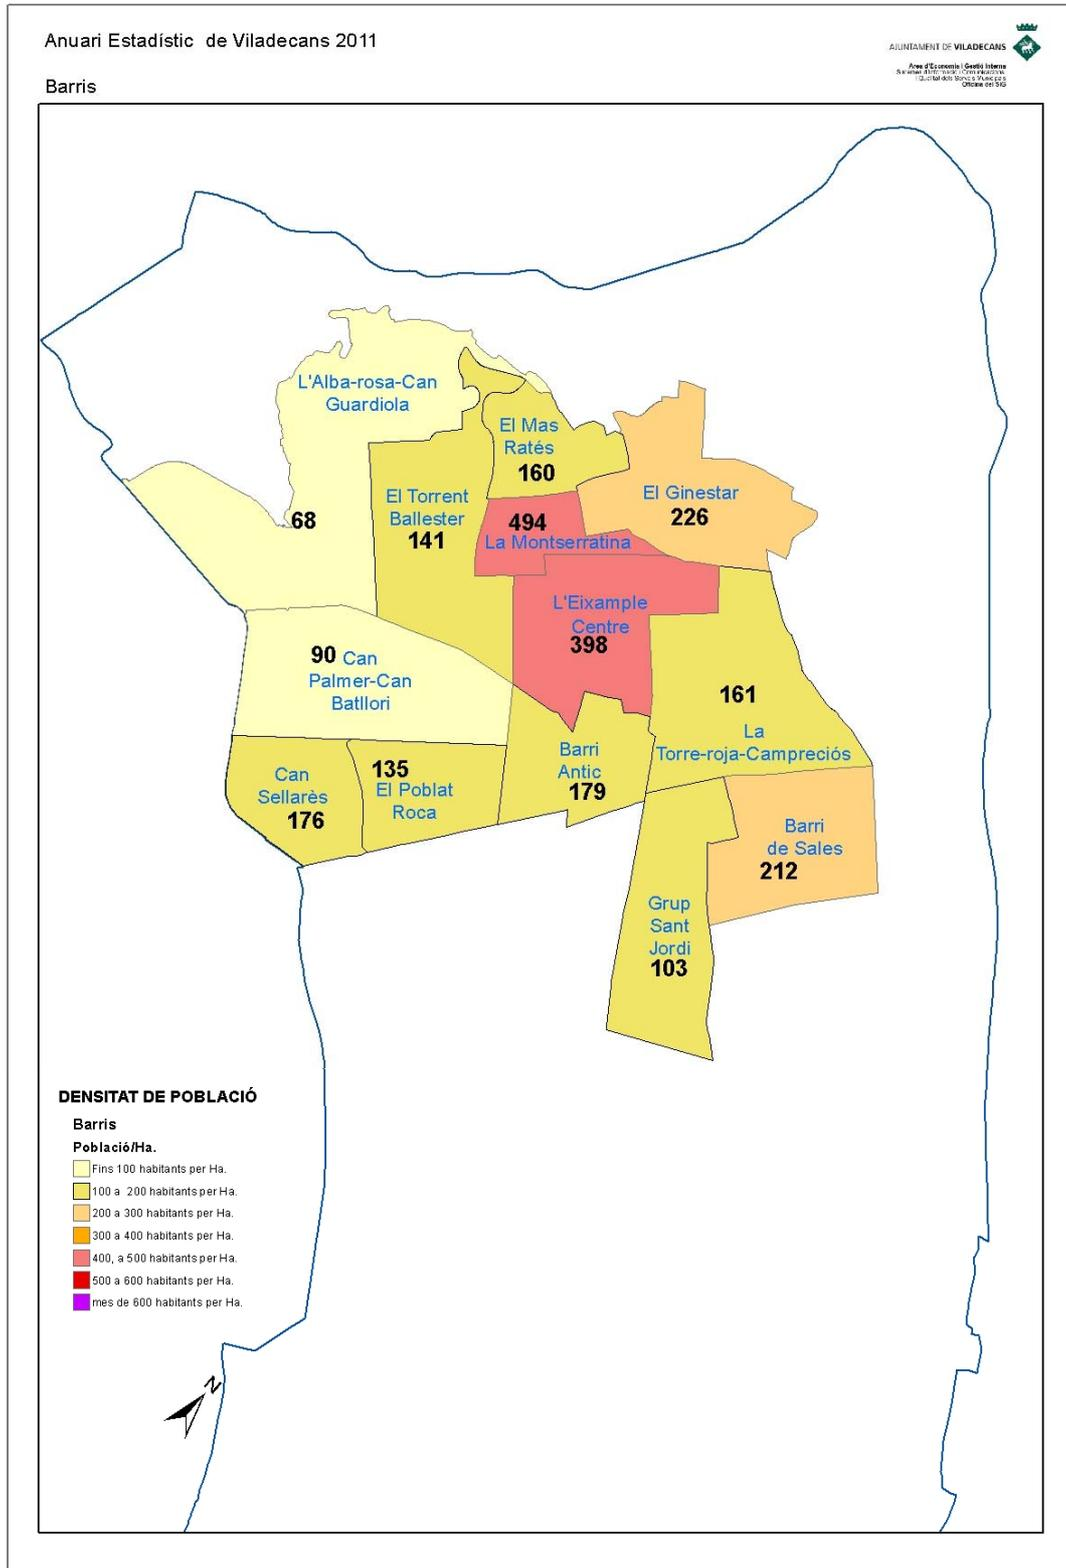 Anuari Estadístic de Viladecans 2011
AJUNTAMENT DE VILADECANS
Àrea d'Economia i Gestió Interna
Oficina del SIG
Barris
L'Alba-rosa-Can
Guardiola
68
El Mas
Ratés
160
El Torrent
Ballester
141
494
La Montserratina
El Ginestar
226
L'Eixample
Centre
398
90 Can
Palmer-Can
Batllori
161
La
Torre-roja-Campreciós
Can
Sellarès
176
135
El Poblat
Roca
Barri
Antic
179
Barri
de Sales
212
Grup
Sant
Jordi
103
DENSITAT DE POBLACIÓ
Barris
Població/Ha.
Fins 100 habitants per Ha.
100 a 200 habitants per Ha.
200 a 300 habitants per Ha.
300 a 400 habitants per Ha.
400, a 500 habitants per Ha.
500 a 600 habitants per Ha.
mes de 600 habitants per Ha.
N